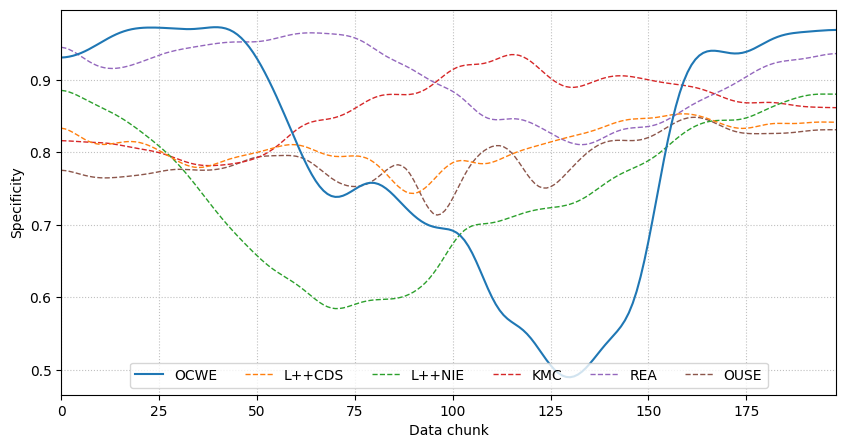 Specificity
0.9
0.8
0.7
0.6
0.5
OCWE L++CDS L++NIE KMC REA OUSE
0 25 50 75 100 125 150 175
Data chunk